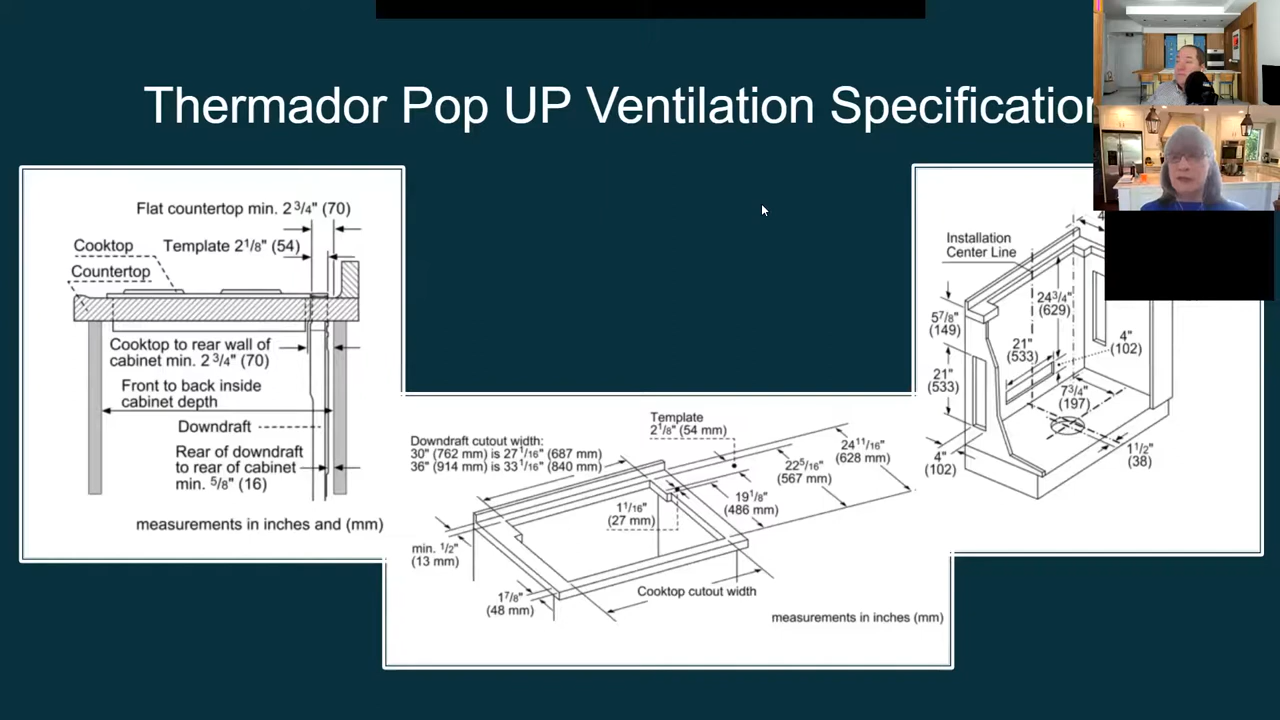 Thermador Pop UP Ventilation Specification
Flat countertop min. 2 3/4" (70)
Cooktop
Template 2 1/8" (54)
Countertop
Cooktop to rear wall of
cabinet min. 2 3/4" (70)
Front to back inside
cabinet depth
Downdraft
Rear of downdraft
to rear of cabinet
min. 5/8" (16)
measurements in inches and (mm)
Template
2 1/8" (54 mm)
Downdraft cutout width:
30" (762 mm) is 27 1/16" (687 mm)
36" (914 mm) is 33 1/16" (840 mm)
24 11/16"
(628 mm)
22 5/16"
(567 mm)
19 1/8"
(486 mm)
1 1/16"
(27 mm)
min. 1/2"
(13 mm)
1 7/8"
(48 mm)
Cooktop cutout width
measurements in inches (mm)
Installation
Center Line
24 3/4"
(629)
5 7/8"
(149)
21"
(533)
4"
(102)
21"
(533)
7 3/4"
(197)
4"
(102)
1 1/2"
(38)